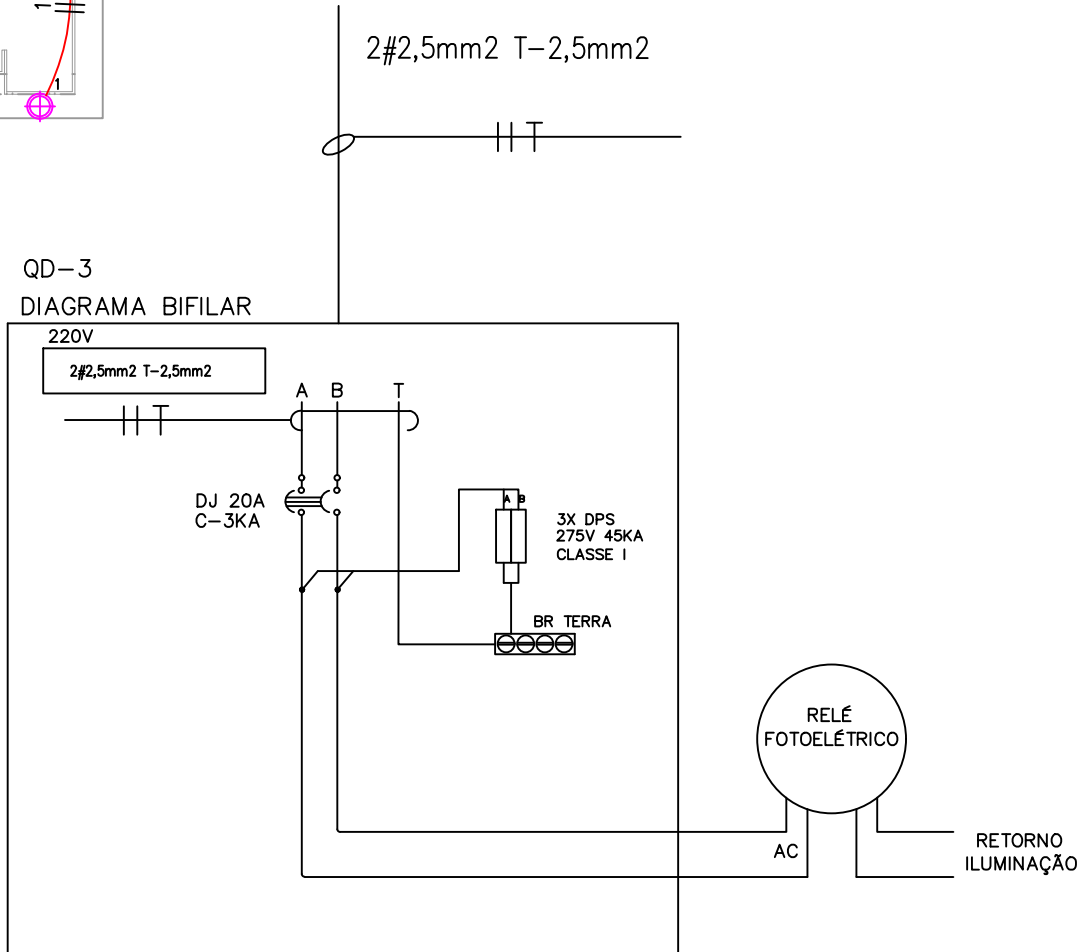 1
1
2#2,5mm2 T-2,5mm2
T
QD-3
DIAGRAMA BIFILAR
220V
2#2,5mm2 T-2,5mm2
T
A B T
DJ 20A
C-3KA
A B
3X DPS
275V 45KA
CLASSE I
BR TERRA
RELÉ
FOTOELÉTRICO
AC
RETORNO
ILUMINAÇÃO